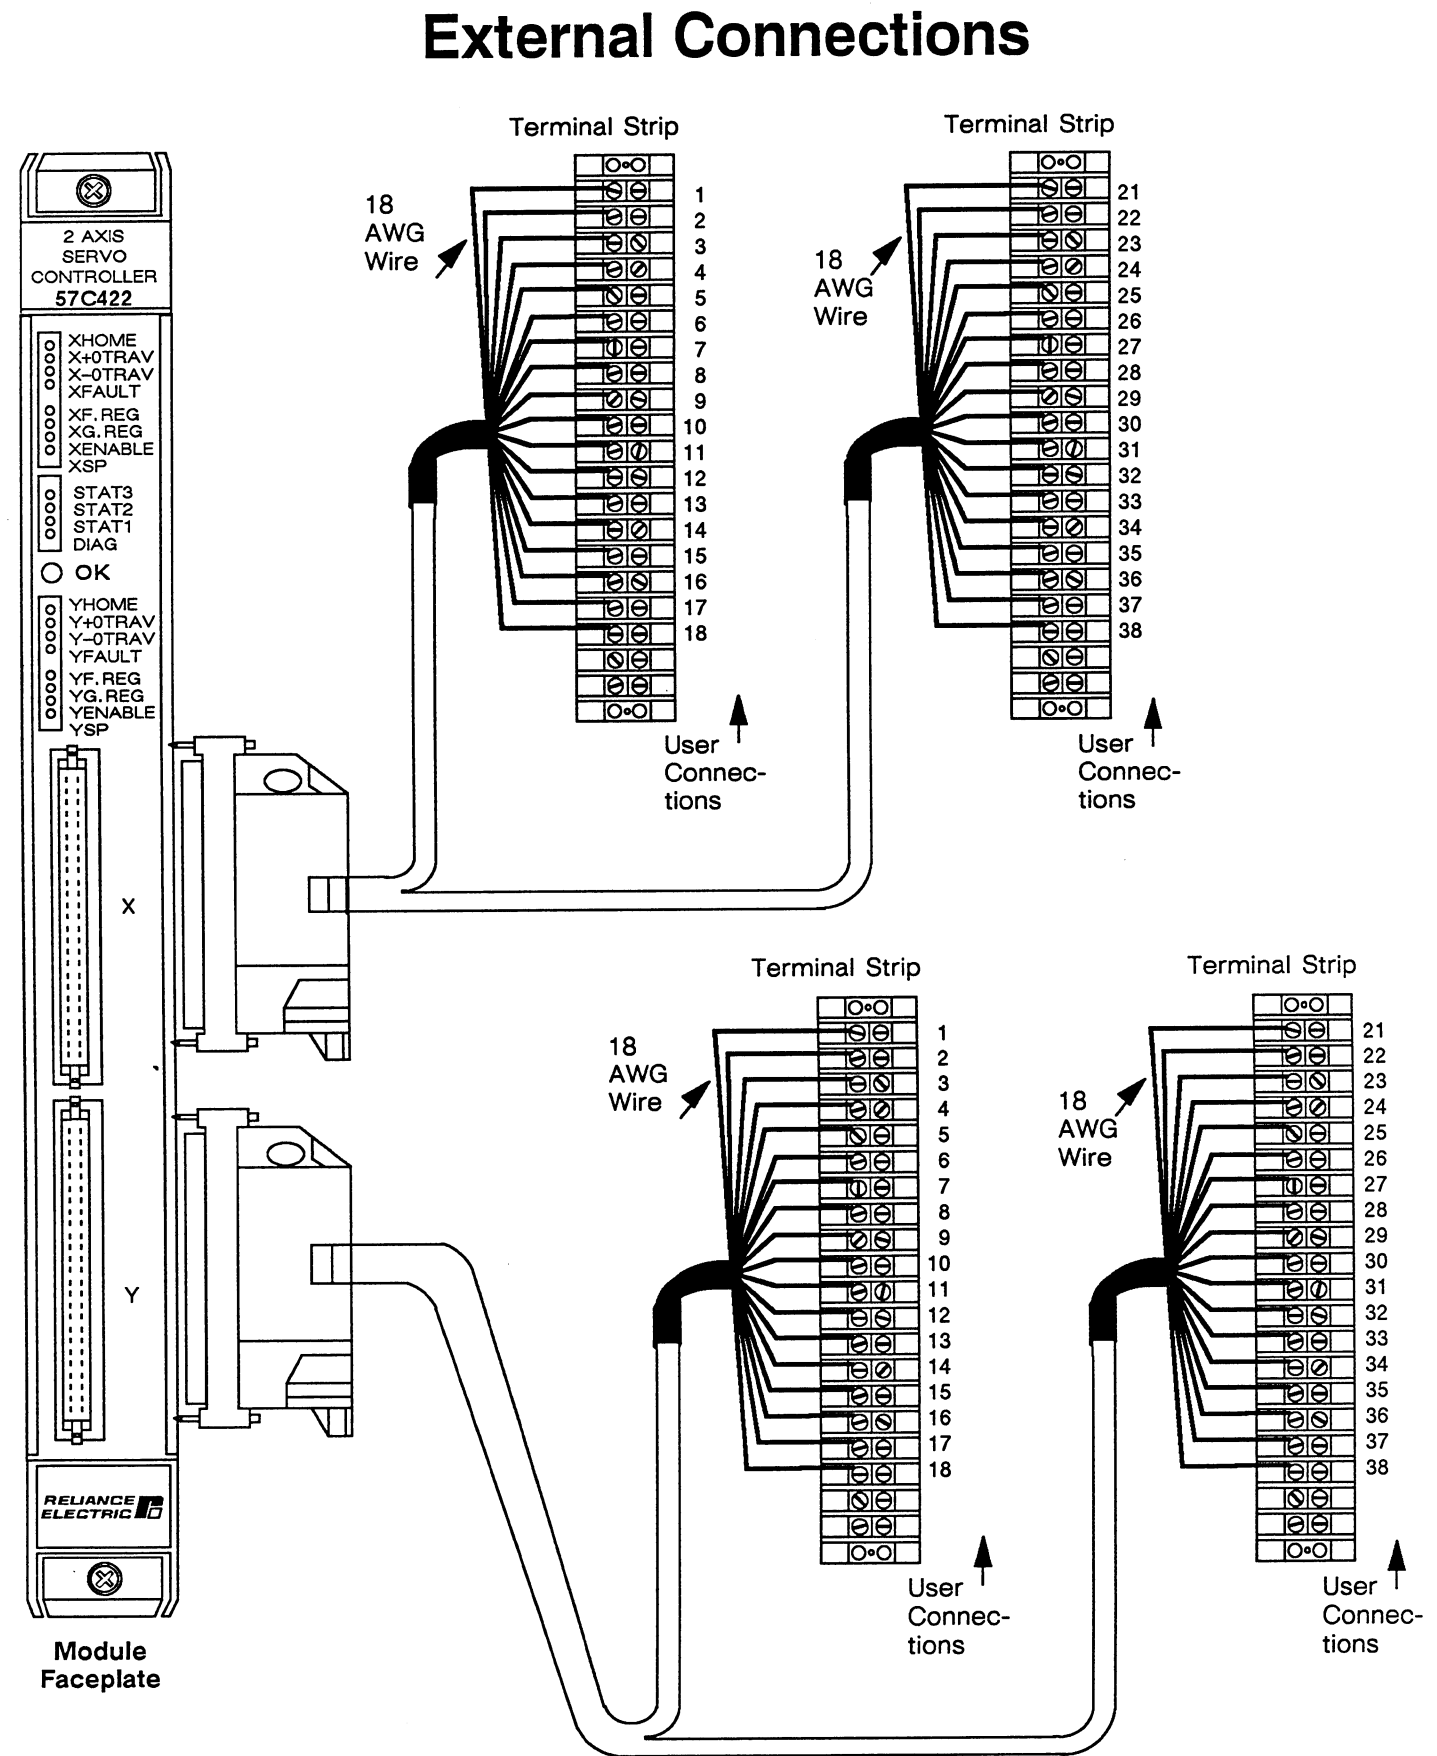 External Connections
Terminal Strip
Terminal Strip
18
AWG
Wire
1
2
3
4
5
6
7
8
9
10
11
12
13
14
15
16
17
18
User
Connec-
tions
18
AWG
Wire
21
22
23
24
25
26
27
28
29
30
31
32
33
34
35
36
37
38
User
Connec-
tions
2 AXIS
SERVO
CONTROLLER
57C422
XHOME
X+0TRAV
X-0TRAV
XFAULT
XF.REG
XG.REG
XENABLE
XSP
STAT3
STAT2
STAT1
DIAG
OK
YHOME
Y+0TRAV
Y-0TRAV
YFAULT
YF.REG
YG.REG
YENABLE
YSP
X
Y
RELIANCE
ELECTRIC
Module
Faceplate
Terminal Strip
Terminal Strip
18
AWG
Wire
1
2
3
4
5
6
7
8
9
10
11
12
13
14
15
16
17
18
User
Connec-
tions
18
AWG
Wire
21
22
23
24
25
26
27
28
29
30
31
32
33
34
35
36
37
38
User
Connec-
tions